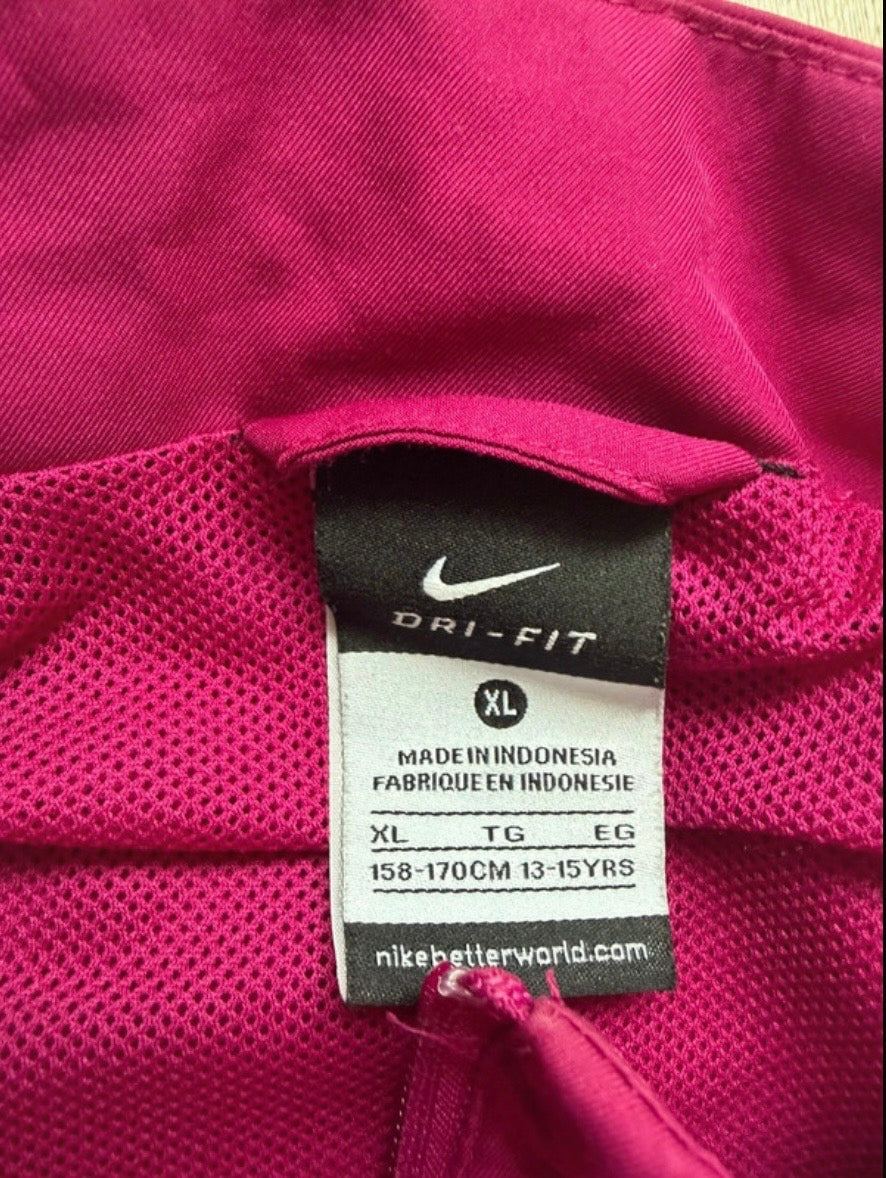 DRI-FIT
XL
MADE IN INDONESIA
FABRIQUE EN INDONESIE
XL TG EG
158-170CM 13-15YRS
nikebetterworld.com